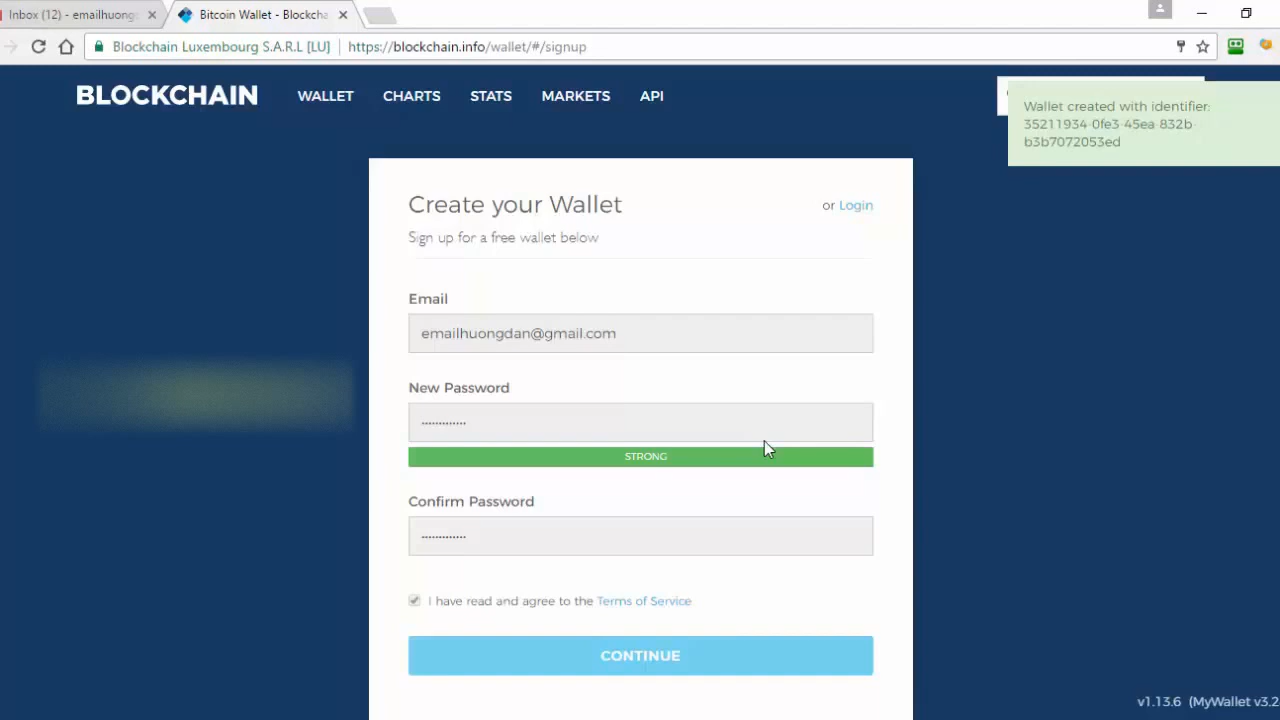 Inbox (12) - emailhuong
Bitcoin Wallet - Blockcha
Blockchain Luxembourg S.A.R.L [LU]
https://blockchain.info/wallet/#/signup
BLOCKCHAIN
WALLET
CHARTS
STATS
MARKETS
API
Wallet created with identifier:
35211934-0fe3-45ea-832b-
b3b7072053ed
Create your Wallet
or Login
Sign up for a free wallet below
Email
emailhuongdan@gmail.com
New Password
STRONG
Confirm Password
I have read and agree to the Terms of Service
CONTINUE
v1.13.6 (MyWallet v3.2